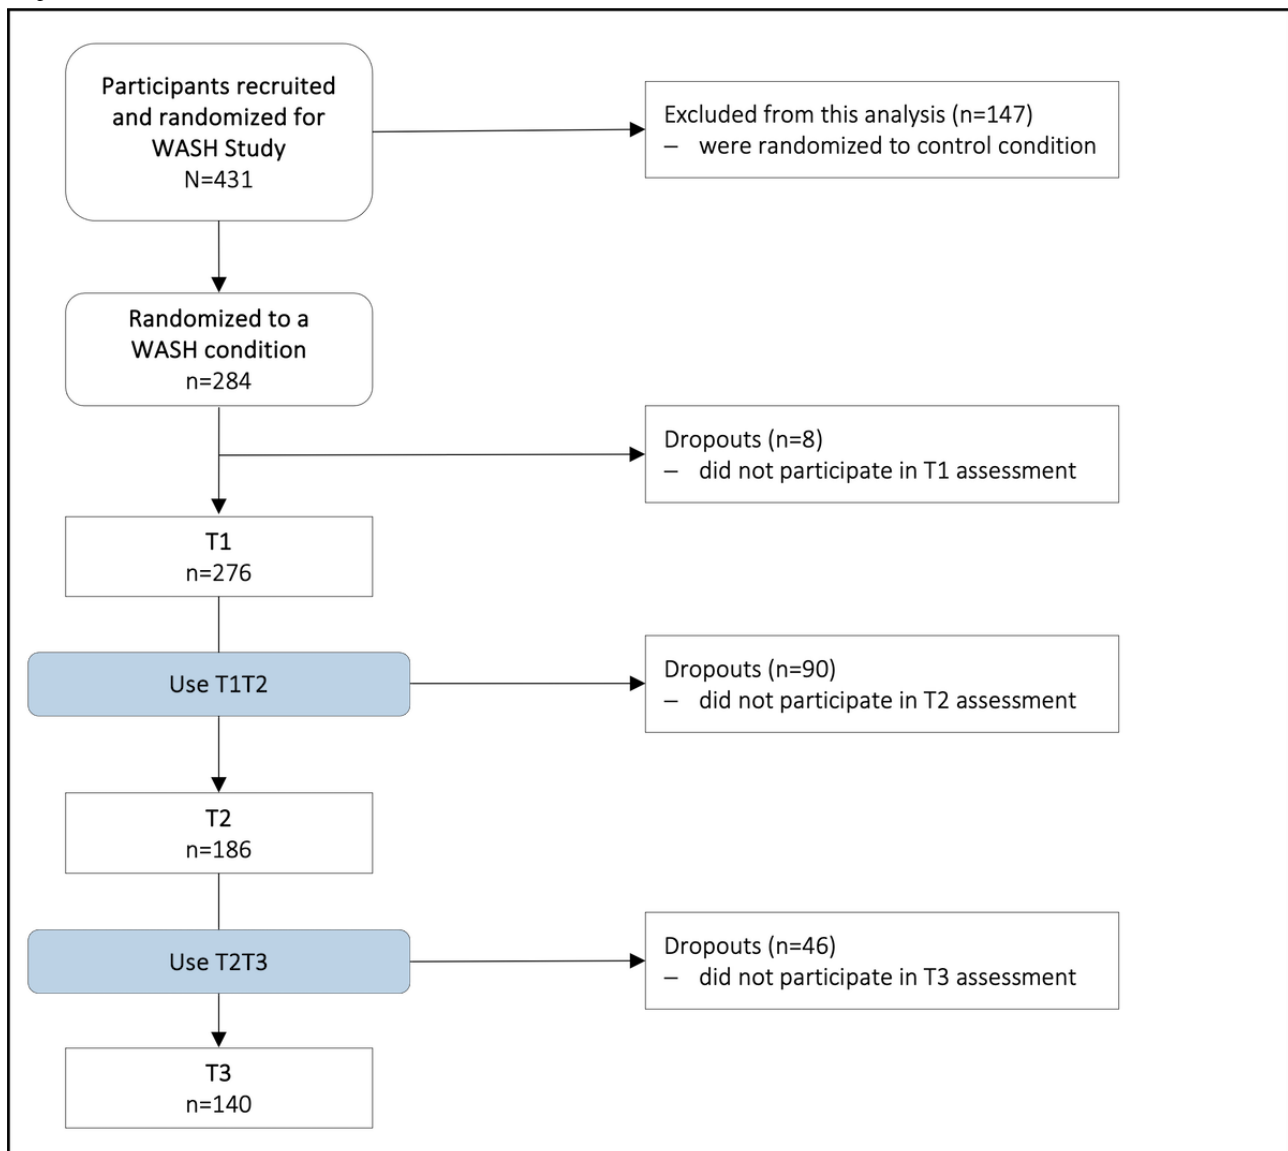 Participants recruited
and randomized for
WASH Study
N=431
Excluded from this analysis (n=147)
– were randomized to control condition
Randomized to a
WASH condition
n=284
Dropouts (n=8)
– did not participate in T1 assessment
T1
n=276
Use T1T2
Dropouts (n=90)
– did not participate in T2 assessment
T2
n=186
Use T2T3
Dropouts (n=46)
– did not participate in T3 assessment
T3
n=140